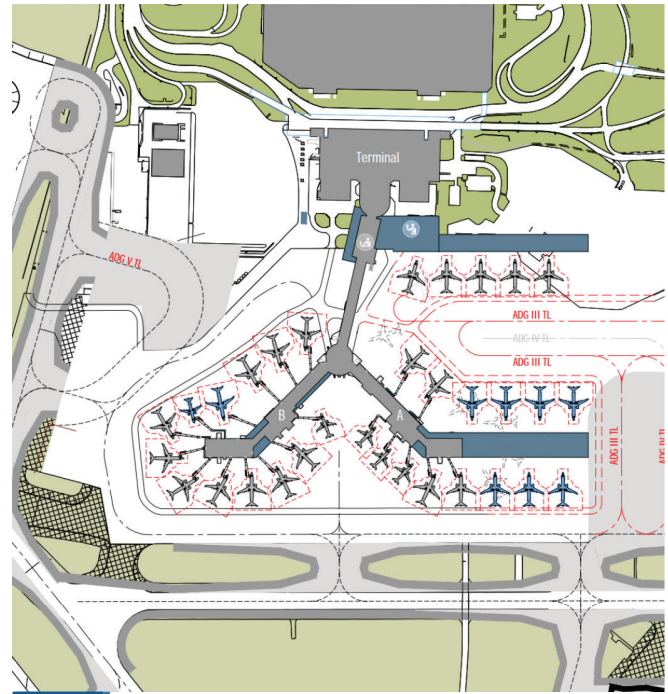 Terminal
ADG V TL
ADG III TL
ADG IV TL
ADG III TL
B
A
ADG III TL
ADG IV TL